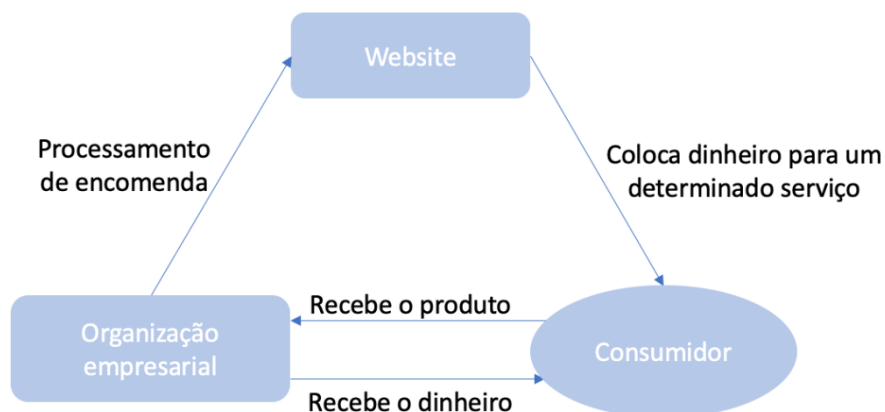 Website
Processamento
de encomenda
Coloca dinheiro para um
determinado serviço
Recebe o produto
Organização
empresarial
Consumidor
Recebe o dinheiro